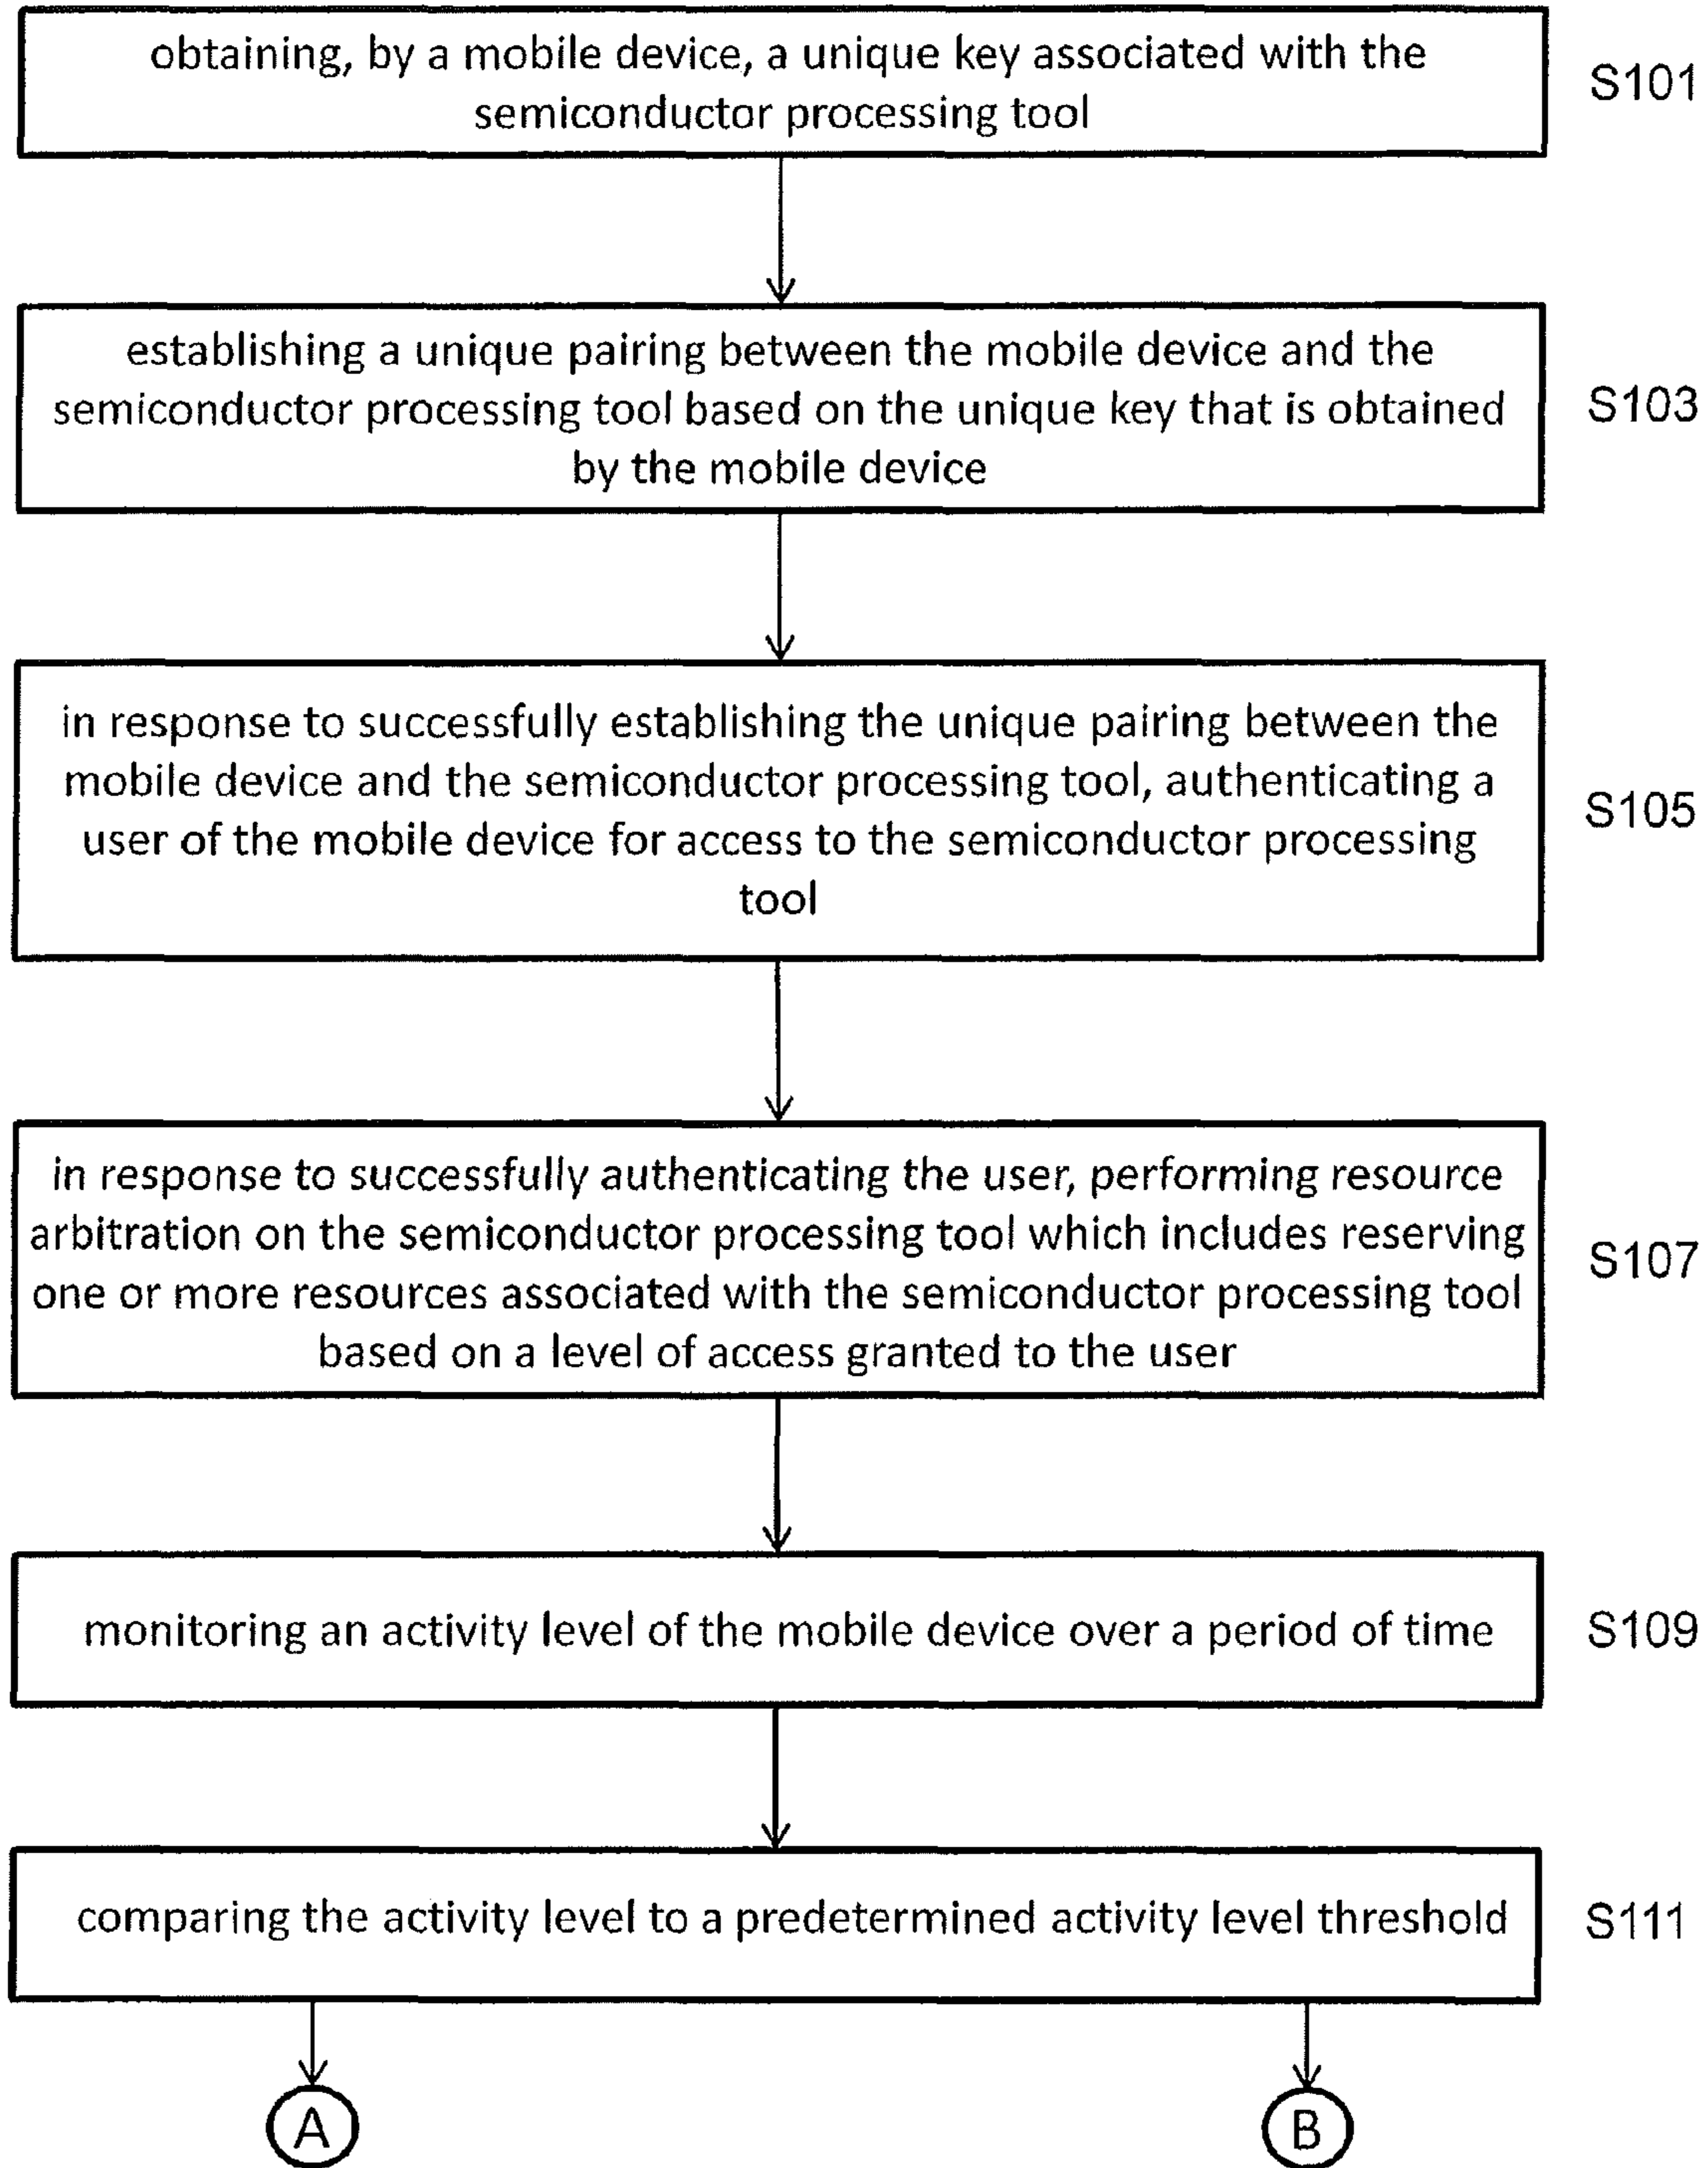 obtaining, by a mobile device, a unique key associated with the
semiconductor processing tool
S101
establishing a unique pairing between the mobile device and the
semiconductor processing tool based on the unique key that is obtained
by the mobile device
S103
in response to successfully establishing the unique pairing between the
mobile device and the semiconductor processing tool, authenticating a
user of the mobile device for access to the semiconductor processing
tool
S105
in response to successfully authenticating the user, performing resource
arbitration on the semiconductor processing tool which includes reserving
one or more resources associated with the semiconductor processing tool
based on a level of access granted to the user
S107
monitoring an activity level of the mobile device over a period of time
S109
comparing the activity level to a predetermined activity level threshold
S111
A
B